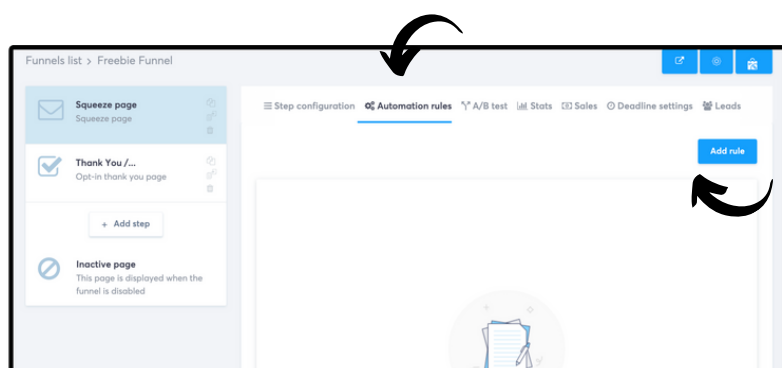 Funnels list > Freebie Funnel
Squeeze page
Squeeze page
Thank You /...
Opt-in thank you page
+ Add step
Inactive page
This page is displayed when the
funnel is disabled
Step configuration Automation rules A/B test Stats Sales Deadline settings Leads
Add rule